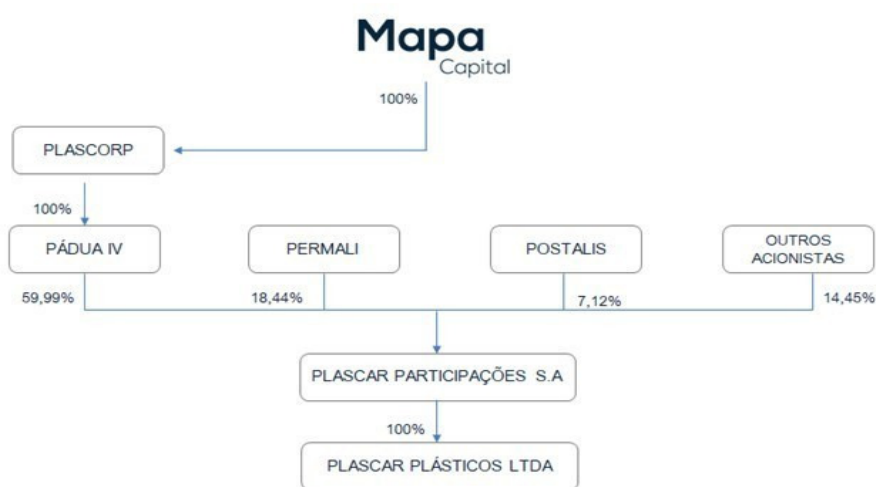 Mapa
Capital
100%
PLASCORP
100%
PÁDUA IV
PERMALI
POSTALIS
OUTROS
ACIONISTAS
59,99%
18,44%
7,12%
14,45%
PLASCAR PARTICIPAÇÕES S.A
100%
PLASCAR PLÁSTICOS LTDA